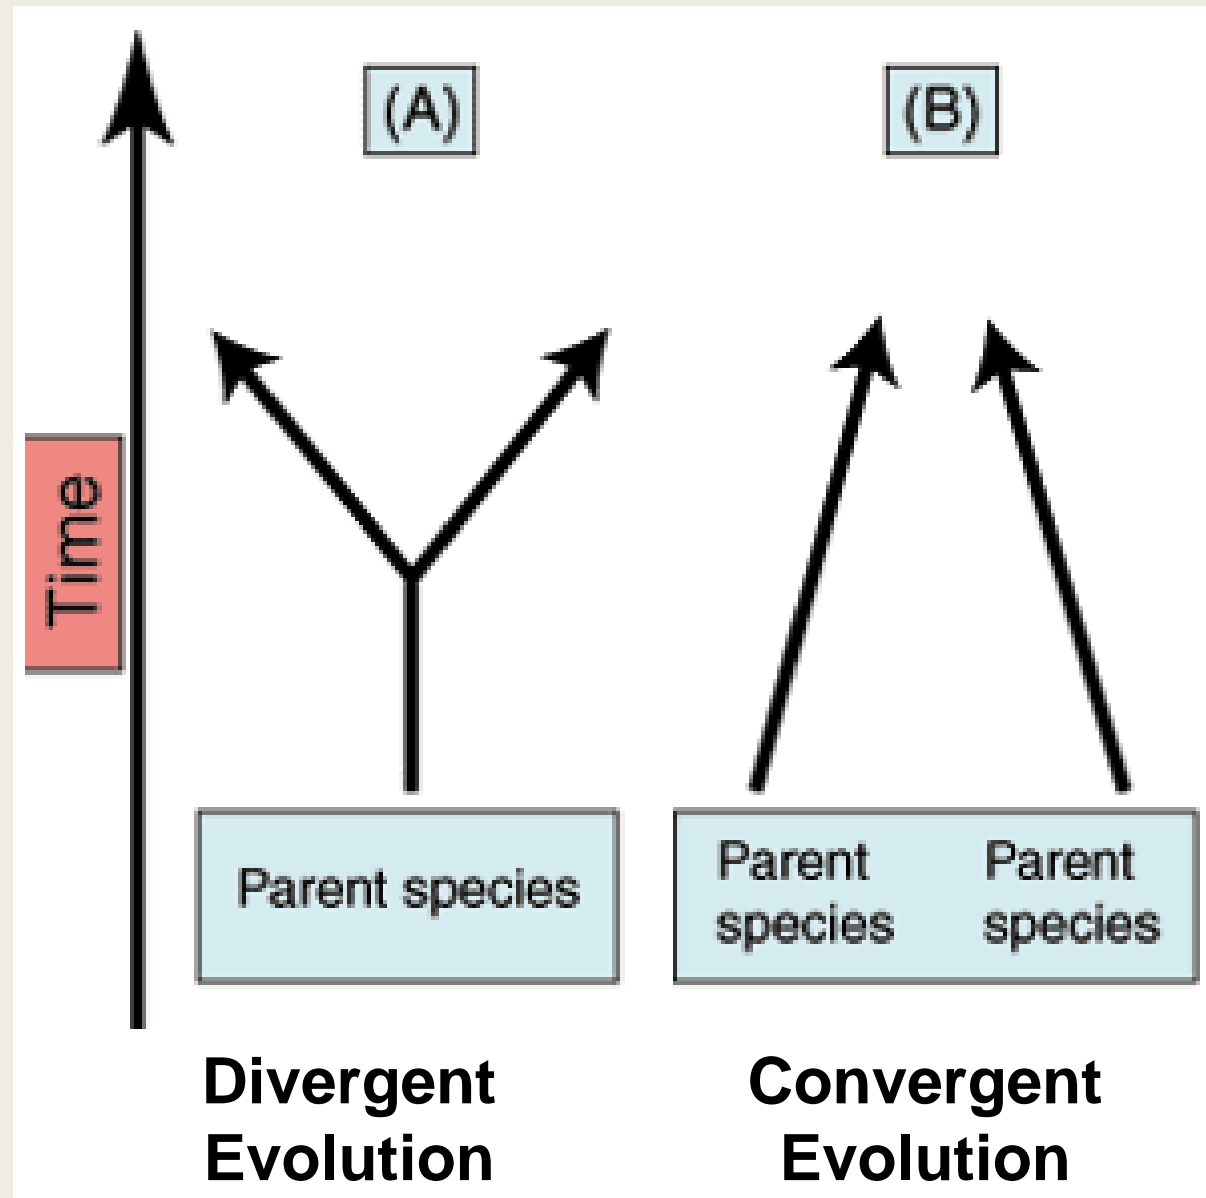 (A)
(B)
Time
Parent species
Parent
species
Parent
species
Divergent
Evolution
Convergent
Evolution